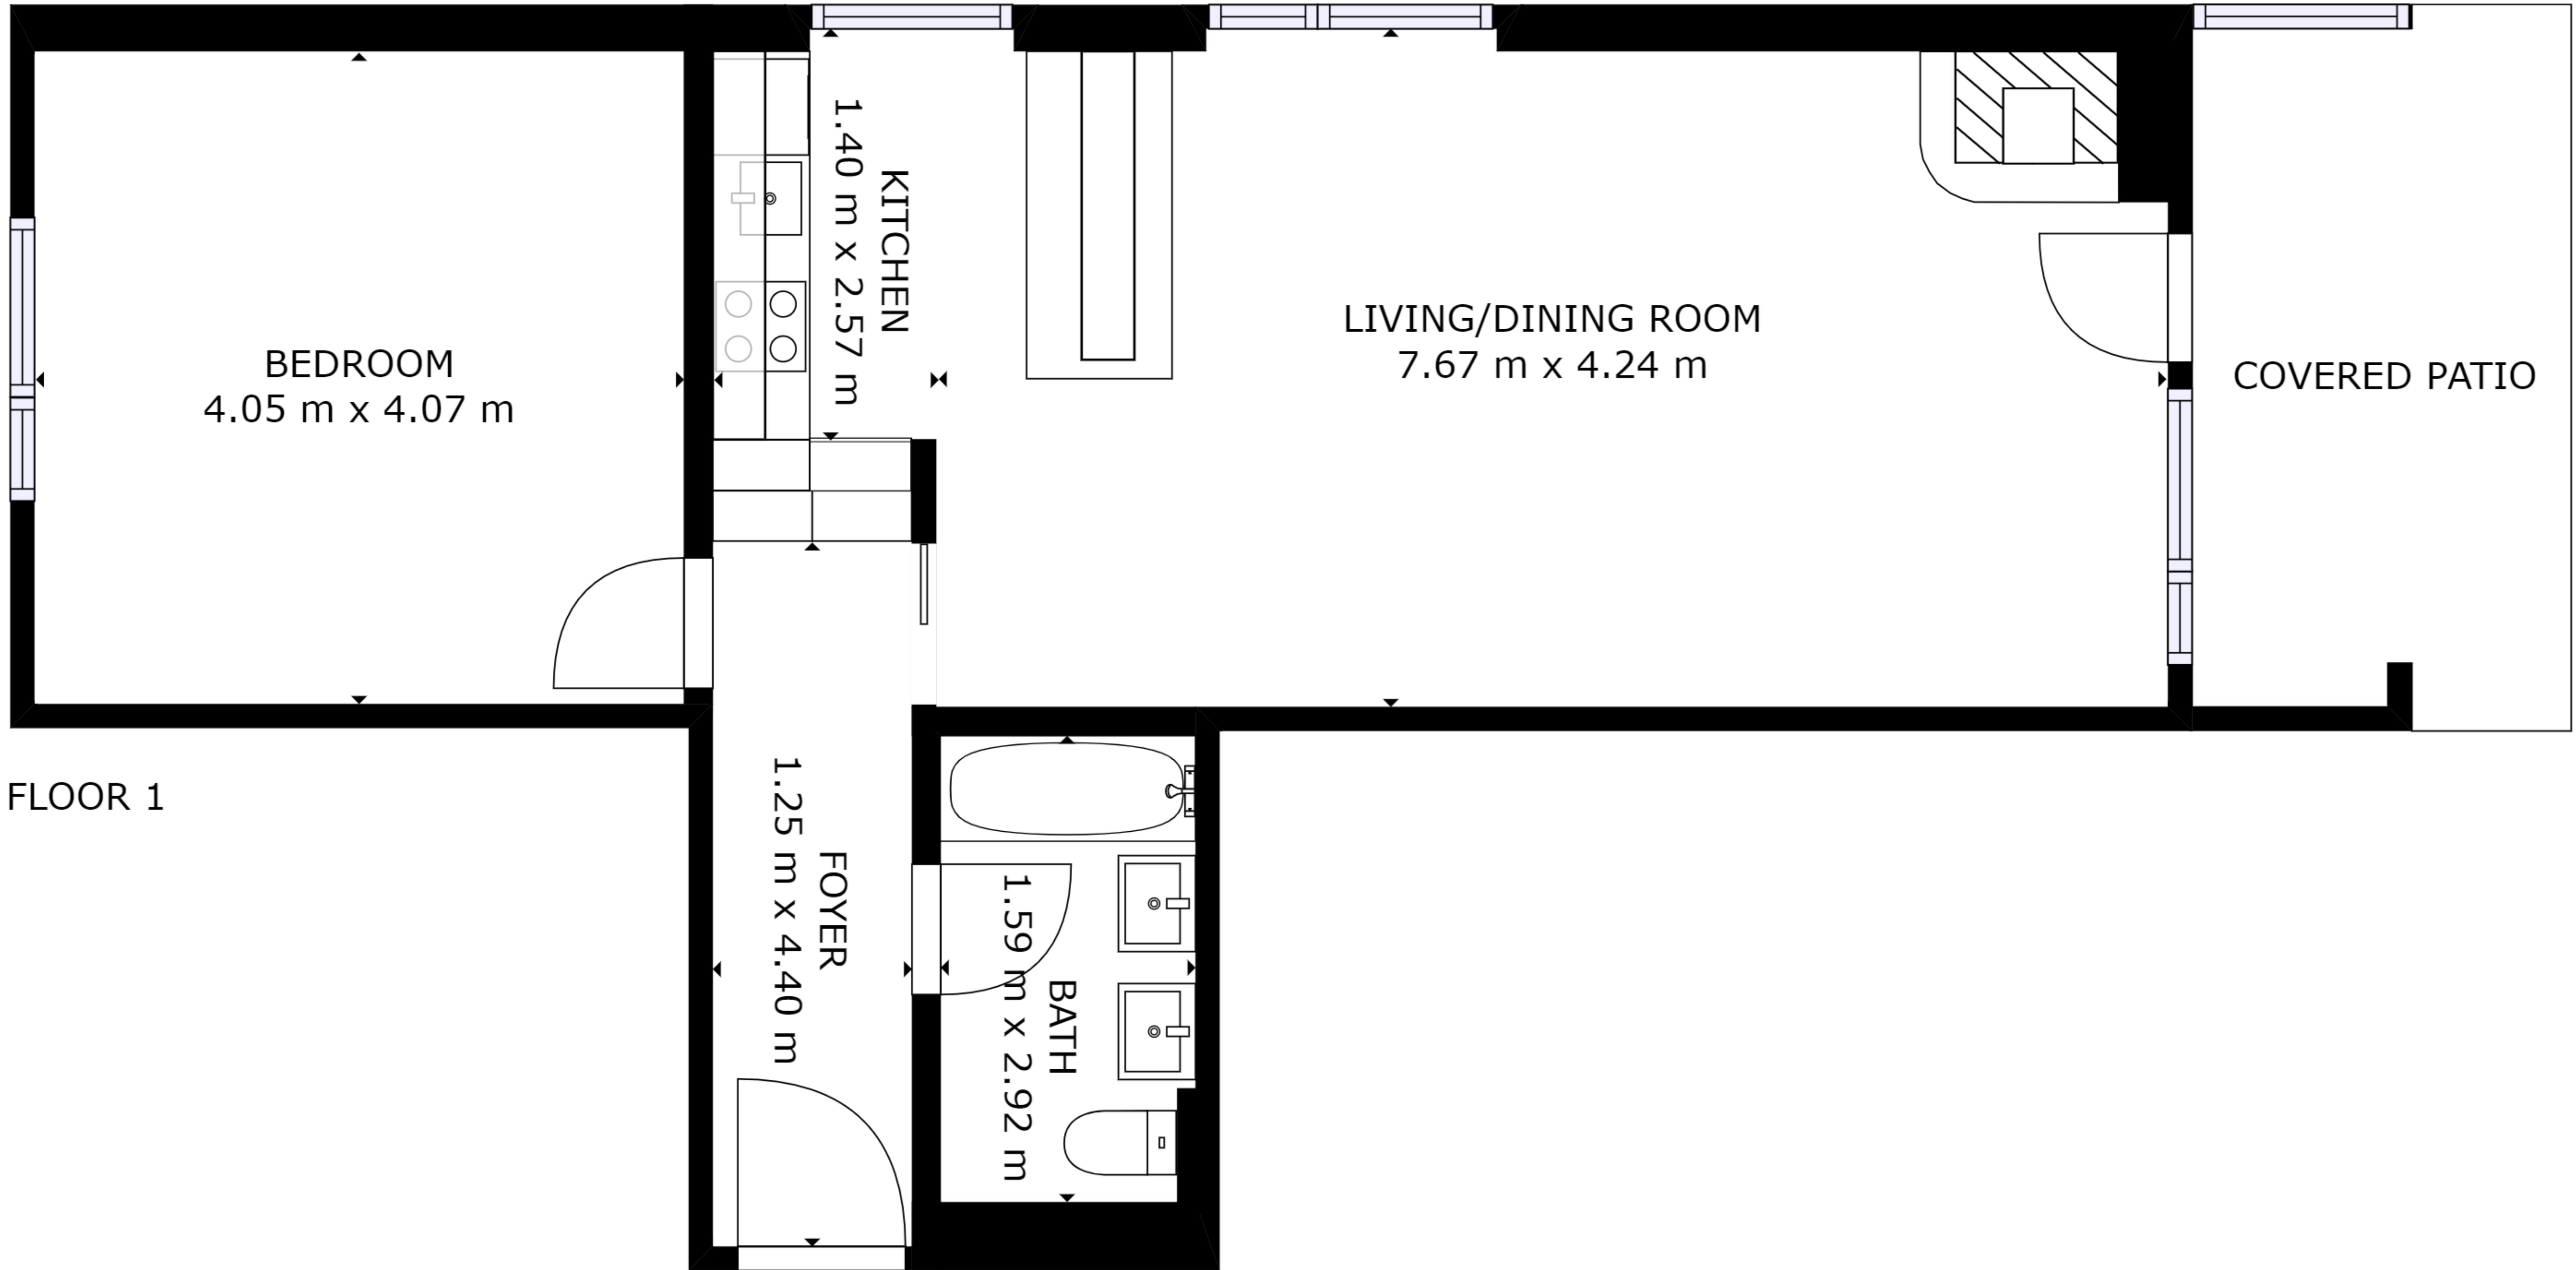 BEDROOM
4.05 m x 4.07 m
KITCHEN
1.40 m x 2.57 m
LIVING/DINING ROOM
7.67 m x 4.24 m
COVERED PATIO
FLOOR 1
FOYER
1.25 m x 4.40 m
BATH
1.59 m x 2.92 m